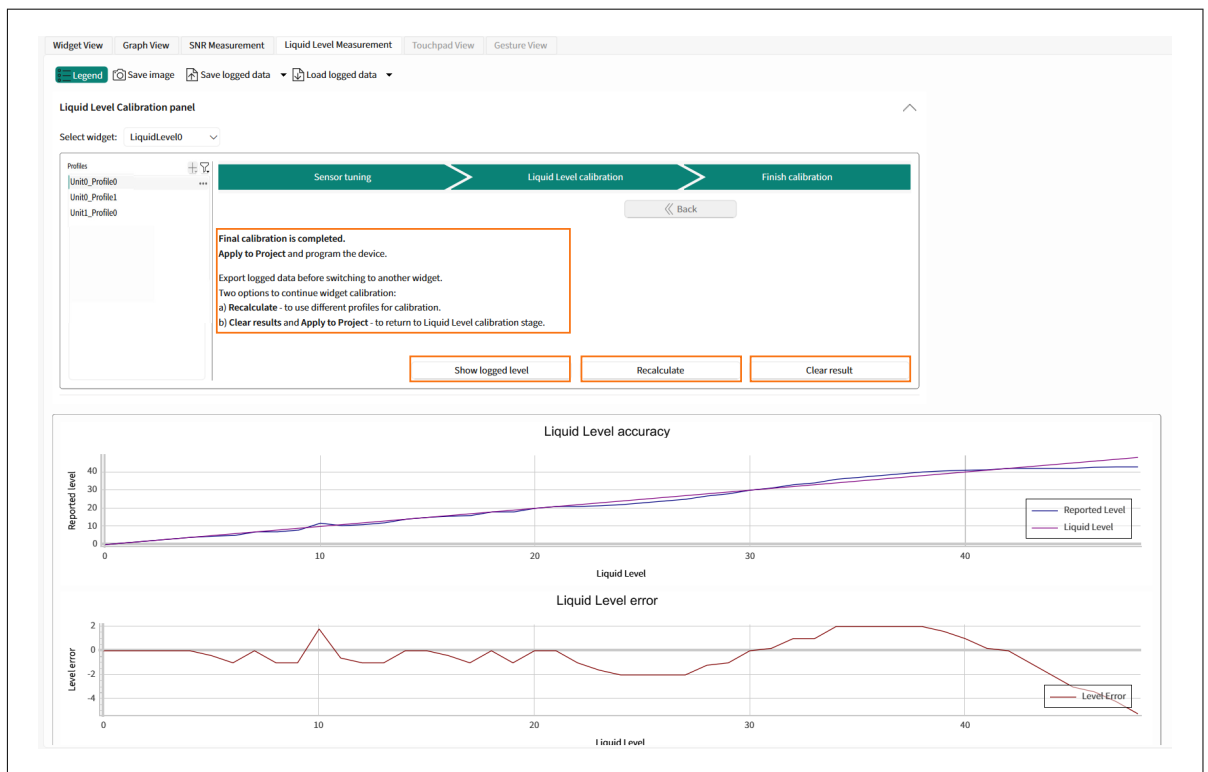 Widget View Graph View SNR Measurement Liquid Level Measurement Touchpad View Gesture View
Legend Save image Save logged data Load logged data
Liquid Level Calibration panel
Select widget: LiquidLevel0
Profiles
Unit0_Profile0
Unit0_Profile1
Unit1_Profile0
Sensor tuning Liquid Level calibration Finish calibration
Back
Final calibration is completed.
Apply to Project and program the device.
Export logged data before switching to another widget.
Two options to continue widget calibration:
a) Recalculate - to use different profiles for calibration.
b) Clear results and Apply to Project - to return to Liquid Level calibration stage.
Show logged level Recalculate Clear result
Liquid Level accuracy
Reported level
40
30
20
10
0
0 10 20 30 40
Reported Level
Liquid Level
Liquid Level
Liquid Level error
Level error
2
0
-2
-4
Level Error
0 10 20 30 40
Liquid Level